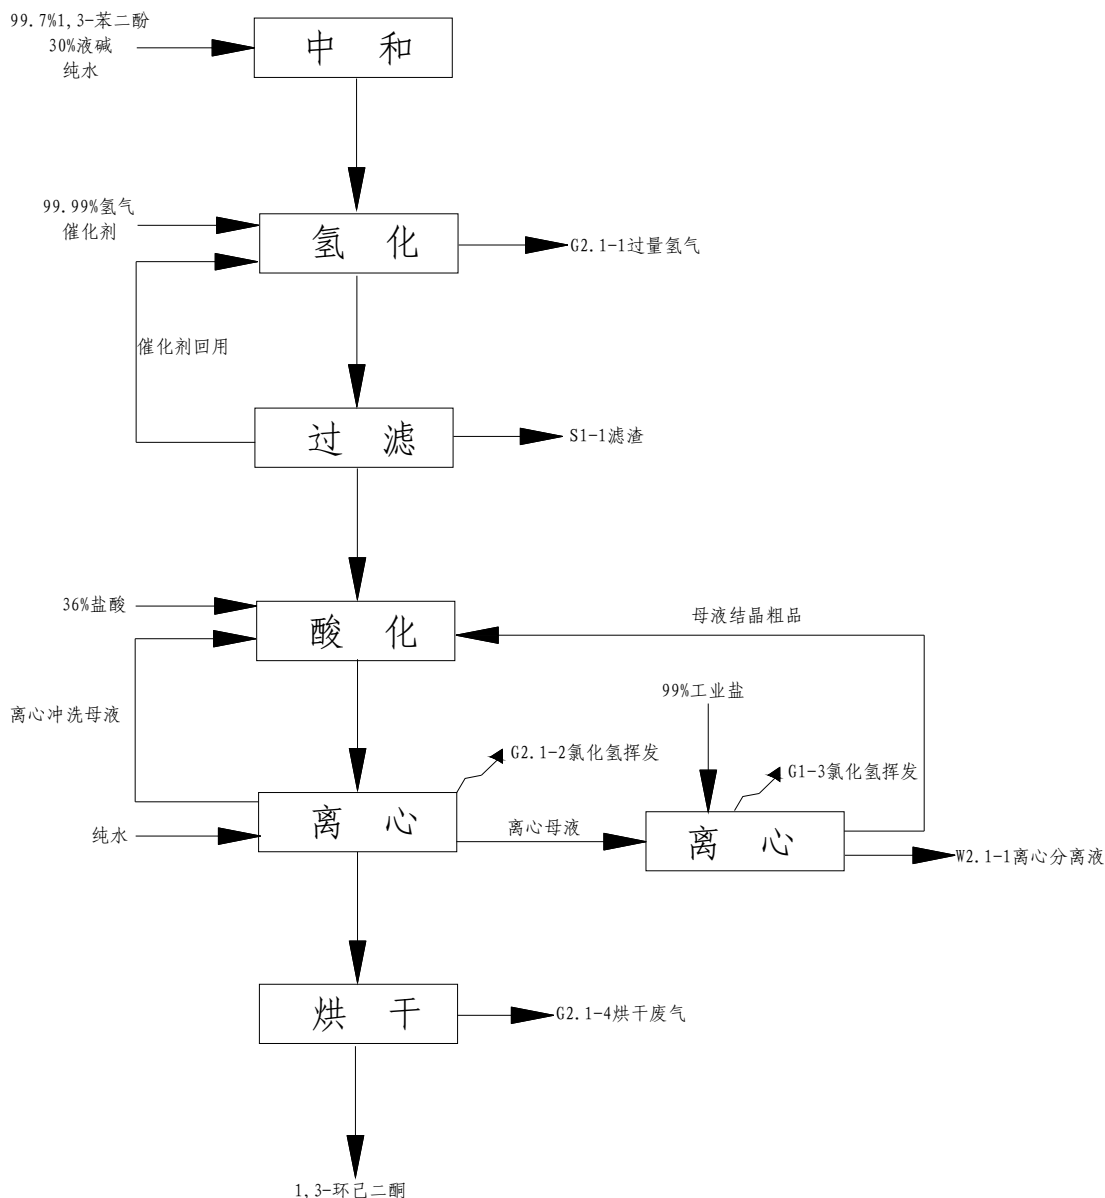 99.7%1,3-苯二酚
30%液碱
纯水
中 和
99.99%氢气
催化剂
氢 化
G2.1-1过量氢气
催化剂回用
过 滤
S1-1滤渣
36%盐酸
酸 化
母液结晶粗品
99%工业盐
离心冲洗母液
G2.1-2氯化氢挥发
G1-3氯化氢挥发
纯水
离 心
离心母液
离 心
W2.1-1离心分离液
烘 干
G2.1-4烘干废气
1,3-环己二酮